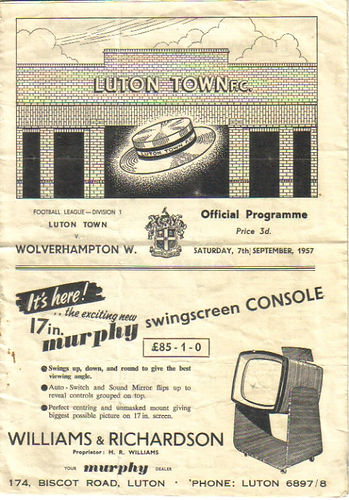 LUTON TOWN F.C.
LUTON TOWN F.C.
FOOTBALL LEAGUE—DIVISION 1
LUTON TOWN
v.
WOLVERHAMPTON W.
Official Programme
Price 3d.
SATURDAY, 7th SEPTEMBER, 1957
It's here!
.. the exciting new
17in. murphy swingscreen CONSOLE
£85-1-0
● Swings up, down, and round to give the best
viewing angle.
● Auto-Switch and Sound Mirror flips up to
reveal controls grouped on top.
● Perfect centring and unmasked mount giving
biggest possible picture on 17 in. screen.
WILLIAMS & RICHARDSON
Proprietor: H. R. WILLIAMS
YOUR murphy DEALER
174, BISCOT ROAD, LUTON · 'PHONE: LUTON 6897/8